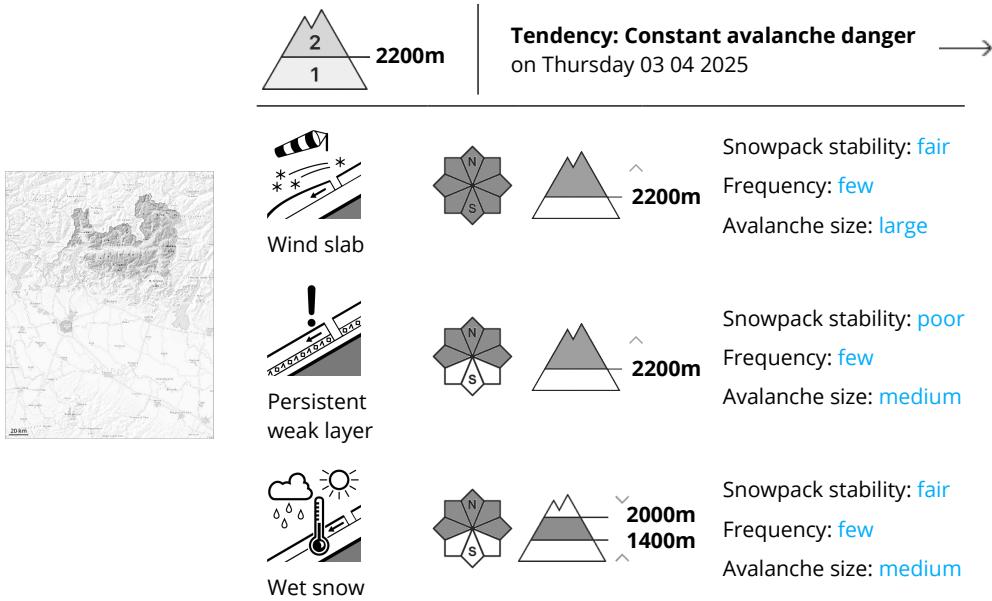 2
1
2200m
Tendency: Constant avalanche danger
on Thursday 03 04 2025
20 km
N
S
2200m
Wind slab
Snowpack stability: fair
Frequency: few
Avalanche size: large
N
S
2200m
Persistent
weak layer
Snowpack stability: poor
Frequency: few
Avalanche size: medium
N
S
2000m
1400m
Wet snow
Snowpack stability: fair
Frequency: few
Avalanche size: medium